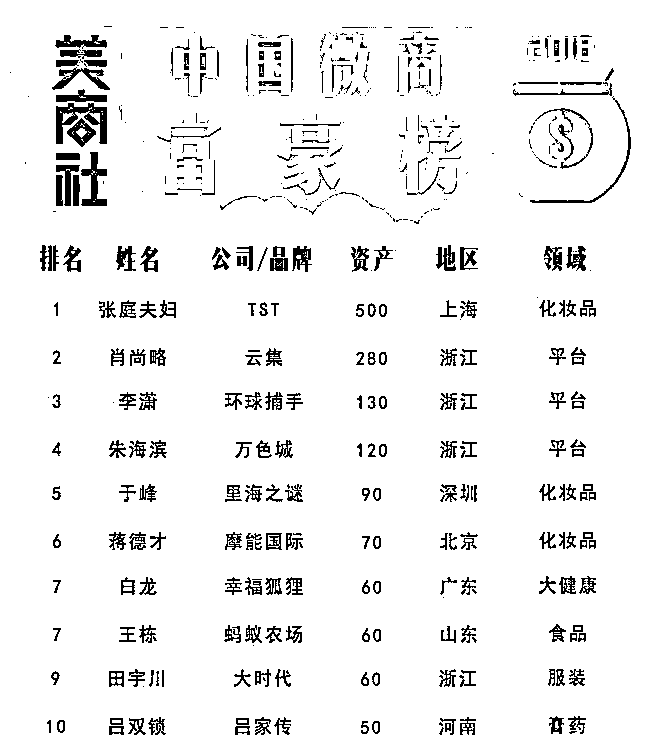 美商社
中国微商
富豪榜
排名 姓名 公司/品牌 资产 地区 领域
1 张庭夫妇 TST 500 上海 化妆品
2 肖尚略 云集 280 浙江 平台
3 李潇 环球捕手 130 浙江 平台
4 朱海滨 万色城 120 浙江 平台
5 于峰 里海之谜 90 深圳 化妆品
6 蒋德才 摩能国际 70 北京 化妆品
7 白龙 幸福狐狸 60 广东 大健康
7 王栋 蚂蚁农场 60 山东 食品
9 田宇川 大时代 60 浙江 服装
10 吕双锁 吕家传 50 河南 膏药